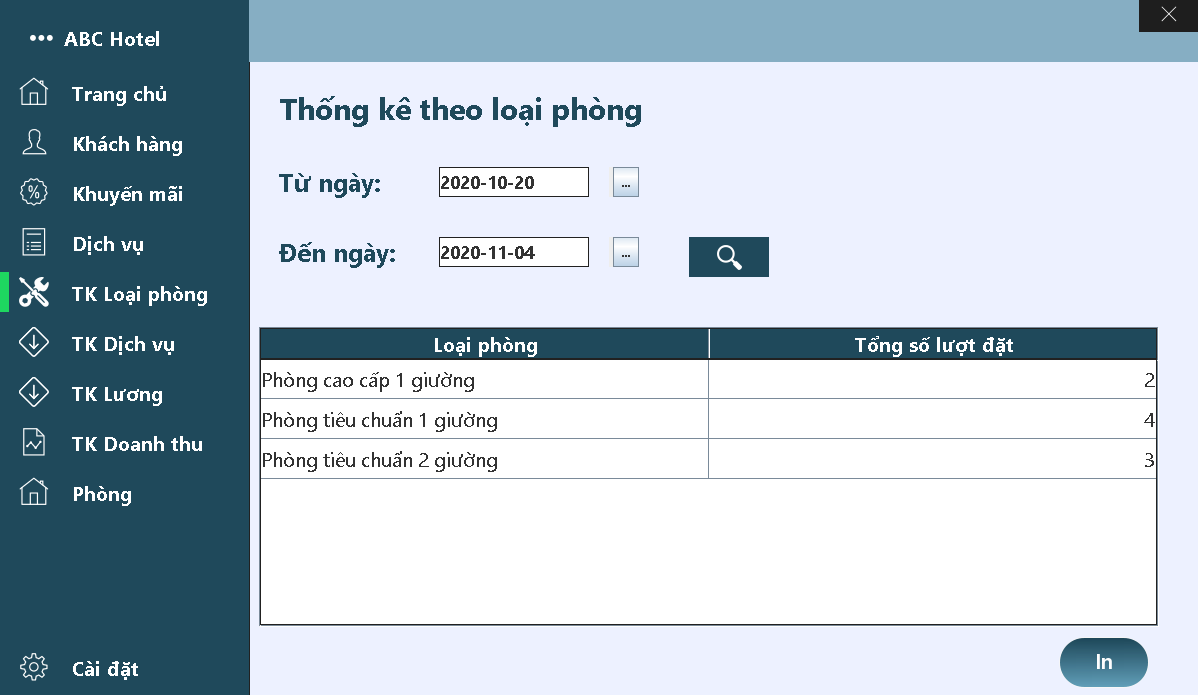 ABC Hotel
Trang chủ
Khách hàng
Khuyến mãi
Dịch vụ
TK Loại phòng
TK Dịch vụ
TK Lương
TK Doanh thu
Phòng
Cài đặt
Thống kê theo loại phòng
Từ ngày: 2020-10-20 ...
Đến ngày: 2020-11-04 ...
Loại phòng Tổng số lượt đặt
Phòng cao cấp 1 giường 2
Phòng tiêu chuẩn 1 giường 4
Phòng tiêu chuẩn 2 giường 3
In